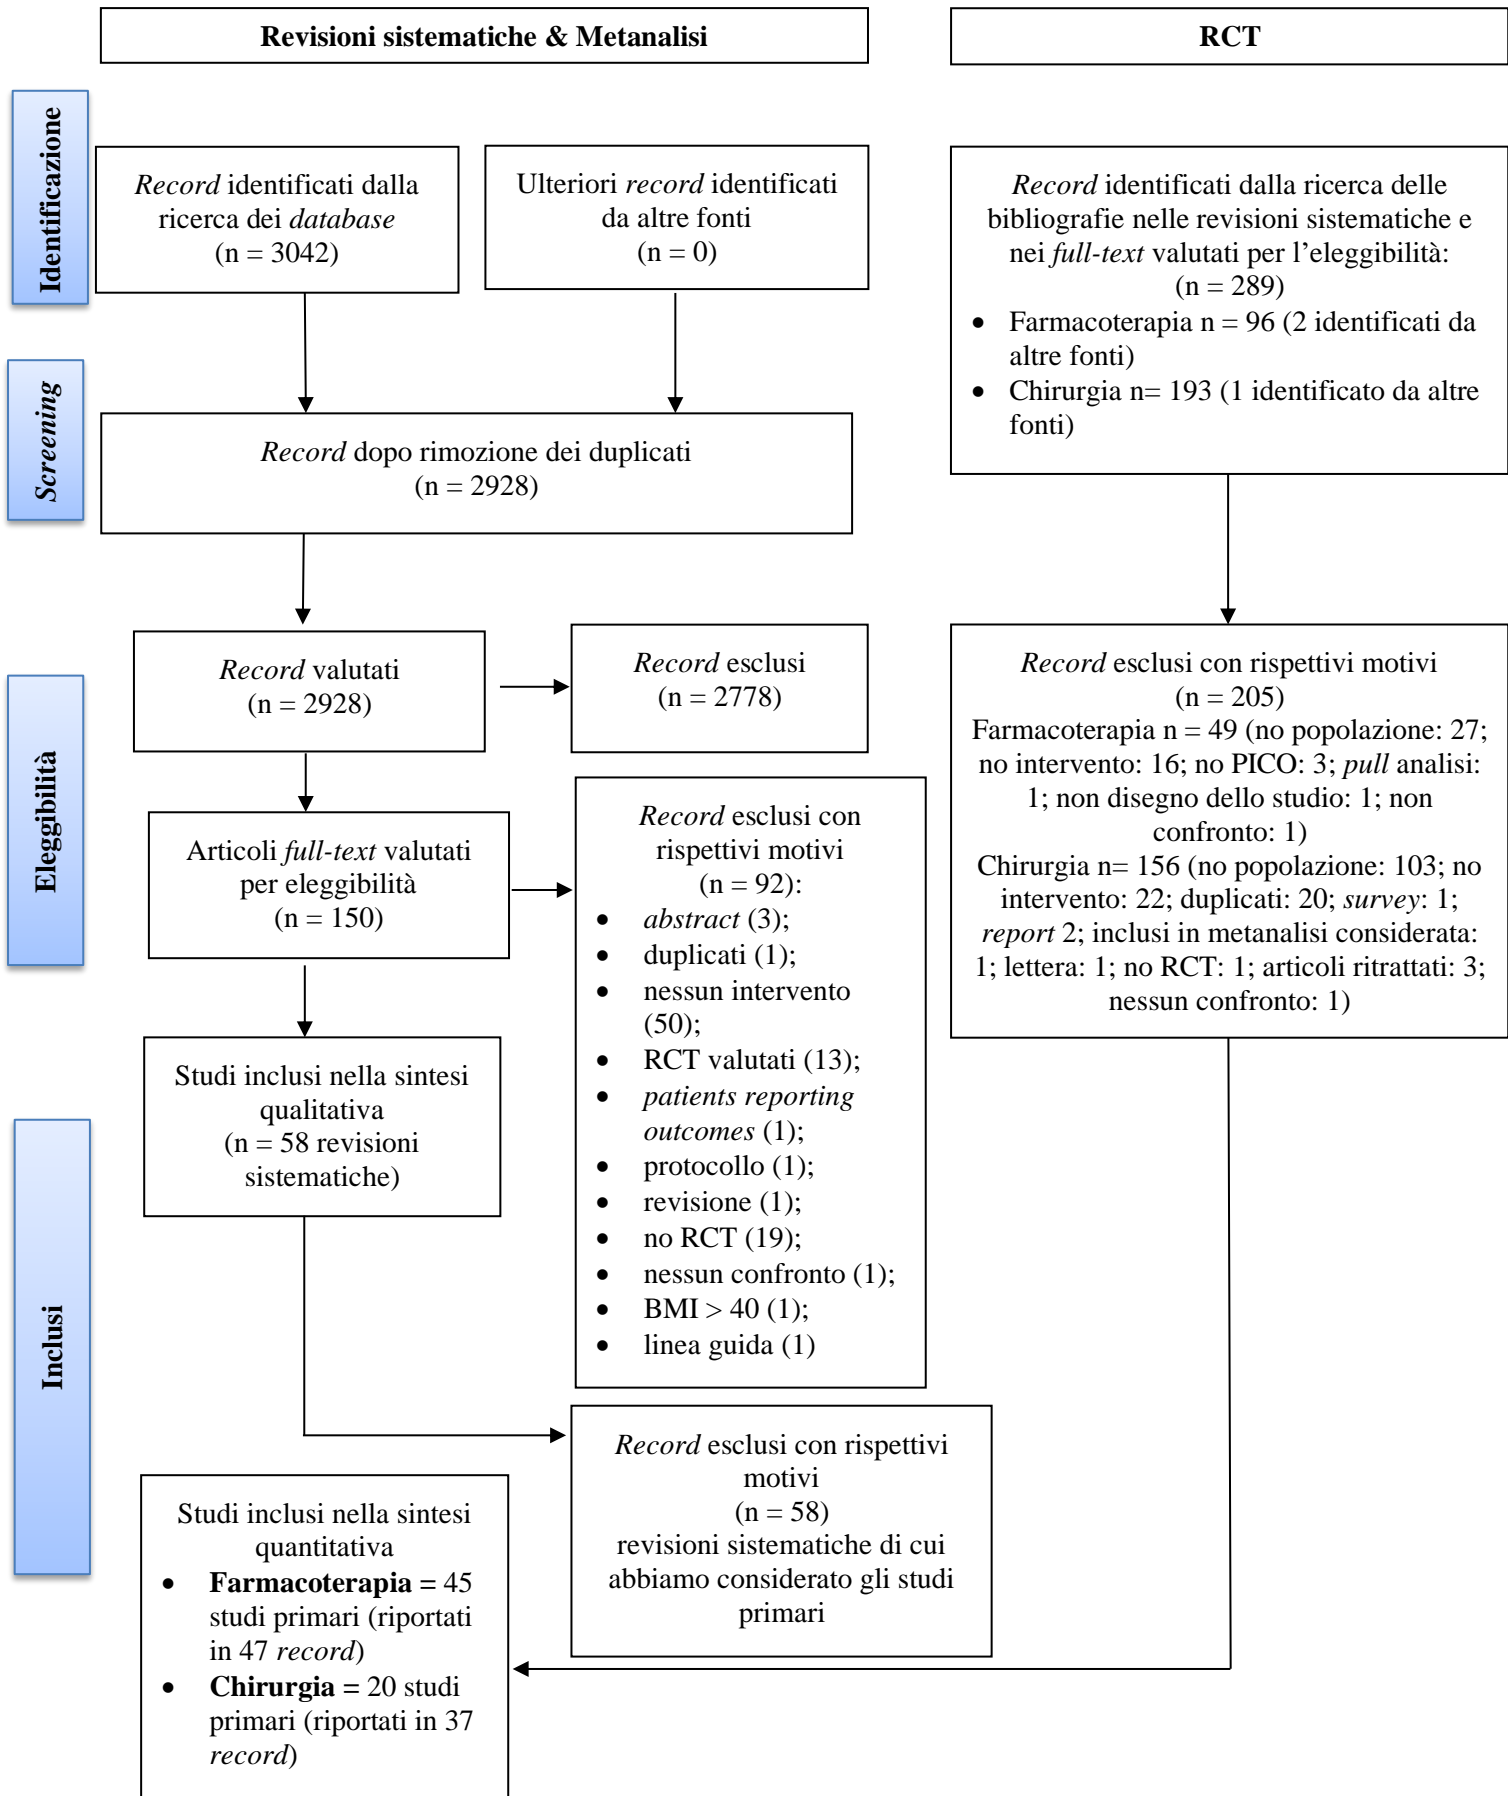 Revisioni sistematiche & Metanalisi
RCT
Identificazione
Record identificati dalla
ricerca dei database
(n = 3042)
Ulteriori record identificati
da altre fonti
(n = 0)
Record identificati dalla ricerca delle
bibliografie nelle revisioni sistematiche e
nei full-text valutati per l’eleggibilità:
(n = 289)
• Farmacoterapia n = 96 (2 identificati da
altre fonti)
• Chirurgia n= 193 (1 identificato da altre
fonti)
Screening
Record dopo rimozione dei duplicati
(n = 2928)
Eleggibilità
Record valutati
(n = 2928)
Record esclusi
(n = 2778)
Record esclusi con rispettivi motivi
(n = 205)
Farmacoterapia n = 49 (no popolazione: 27;
no intervento: 16; no PICO: 3; pull analisi:
1; non disegno dello studio: 1; non
confronto: 1)
Chirurgia n= 156 (no popolazione: 103; no
intervento: 22; duplicati: 20; survey: 1;
report 2; inclusi in metanalisi considerata:
1; lettera: 1; no RCT: 1; articoli ritrattati: 3;
nessun confronto: 1)
Articoli full-text valutati
per eleggibilità
(n = 150)
Record esclusi con
rispettivi motivi
(n = 92):
• abstract (3);
• duplicati (1);
• nessun intervento
(50);
• RCT valutati (13);
• patients reporting
outcomes (1);
• protocollo (1);
• revisione (1);
• no RCT (19);
• nessun confronto (1);
• BMI > 40 (1);
• linea guida (1)
Studi inclusi nella sintesi
qualitativa
(n = 58 revisioni
sistematiche)
Inclusi
Record esclusi con rispettivi
motivi
(n = 58)
revisioni sistematiche di cui
abbiamo considerato gli studi
primari
Studi inclusi nella sintesi
quantitativa
• Farmacoterapia = 45
studi primari (riportati
in 47 record)
• Chirurgia = 20 studi
primari (riportati in 37
record)